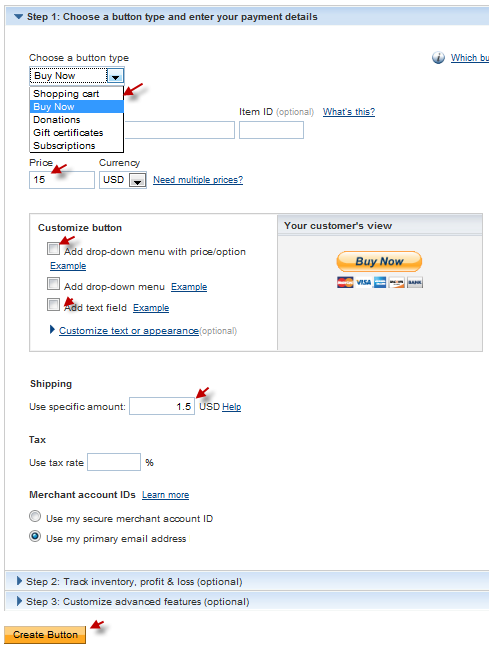 Step 1: Choose a button type and enter your payment details
Choose a button type
Which bu
Buy Now
Shopping cart
Buy Now
Donations
Gift certificates
Subscriptions
Item ID (optional) What's this?
Price Currency
15 USD Need multiple prices?
Customize button
Your customer's view
Add drop-down menu with price/option
Example
Add drop-down menu Example
Add text field Example
Customize text or appearance(optional)
Buy Now
VISA
BANK
Shipping
Use specific amount: 1.5 USD Help
Tax
Use tax rate %
Merchant account IDs Learn more
Use my secure merchant account ID
Use my primary email address
Step 2: Track inventory, profit & loss (optional)
Step 3: Customize advanced features (optional)
Create Button